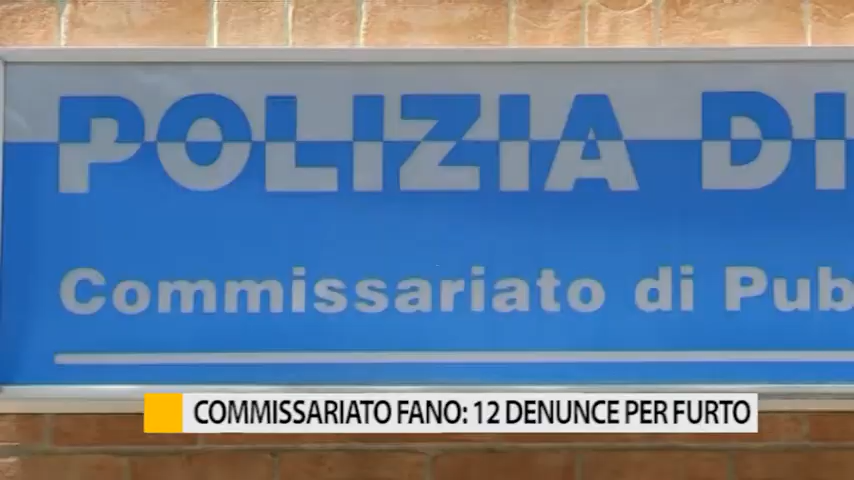 POLIZIA DI
Commissariato di Pub
COMMISSARIATO FANO: 12 DENUNCE PER FURTO